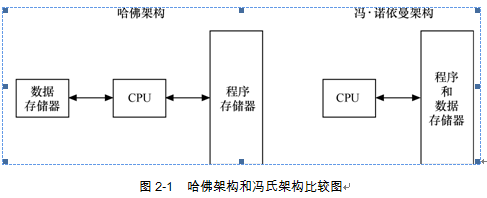 哈佛架构
冯·诺依曼架构
数据
存储器
CPU
程序
存储器
CPU
程序
和
数据
存储器
图 2-1 哈佛架构和冯氏架构比较图